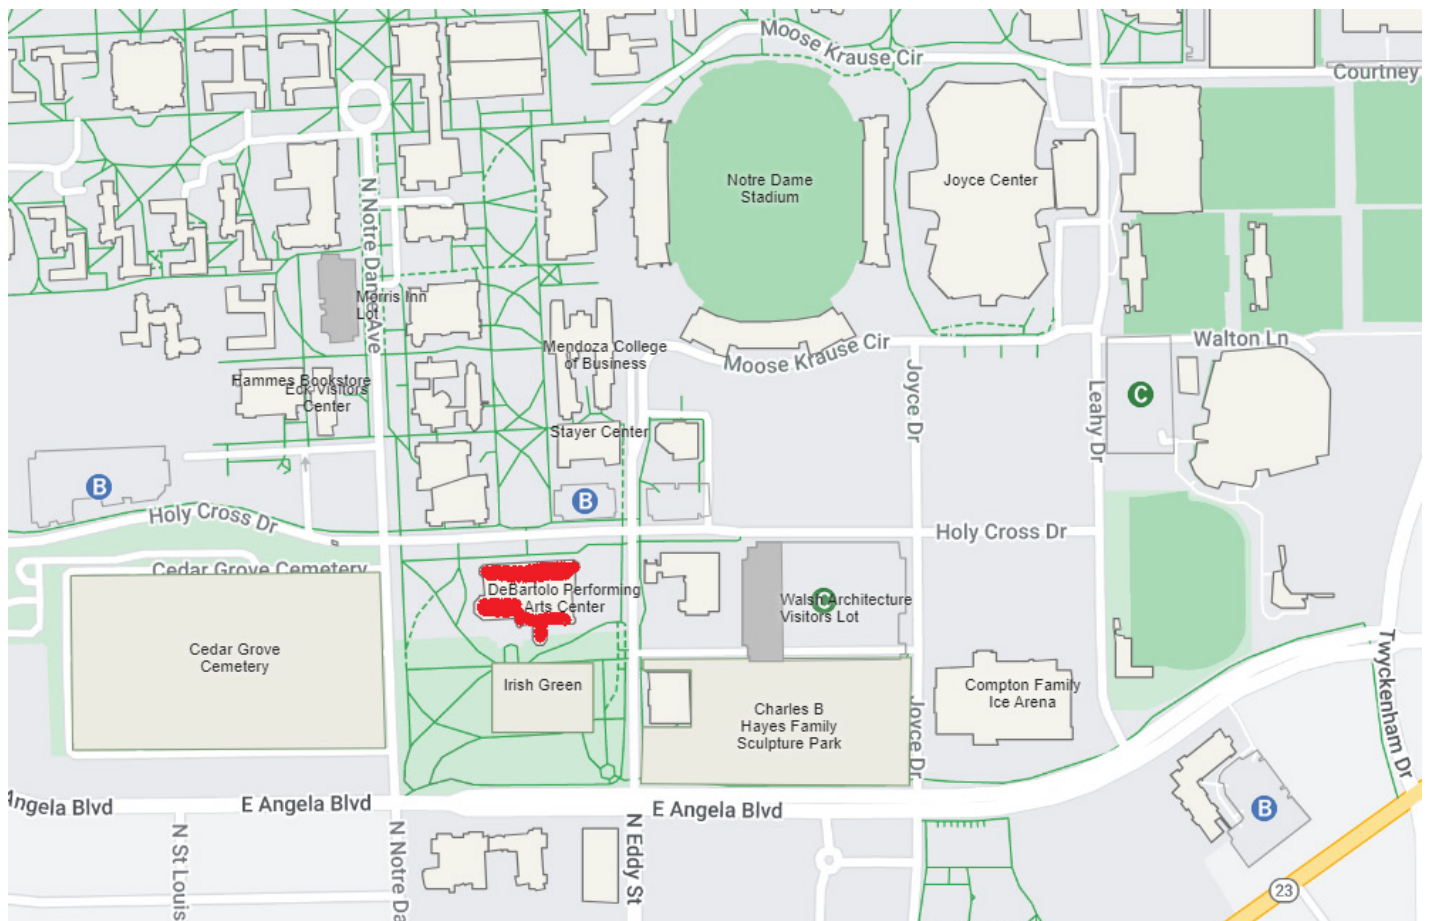 Moose Krause Cir
Courtney
Notre Dame
Stadium
Joyce Center
N Notre Dame Ave
Morris Inn
Lot
Mendoza College
of Business
Moose Krause Cir
Walton Ln
Hammes Bookstore
Eck Visitors
Center
Joyce Dr
Leahy Dr
C
Stayer Center
B
B
Holy Cross Dr
Holy Cross Dr
Cedar Grove Cemetery
DeBartolo Performing
Arts Center
C
Walsh Architecture
Visitors Lot
Cedar Grove
Cemetery
Irish Green
Charles B
Hayes Family
Sculpture Park
Joyce Dr
Compton Family
Ice Arena
Twyckenham Dr
Angela Blvd
E Angela Blvd
E Angela Blvd
B
N St Louis
N Notre Da
N Eddy St
23